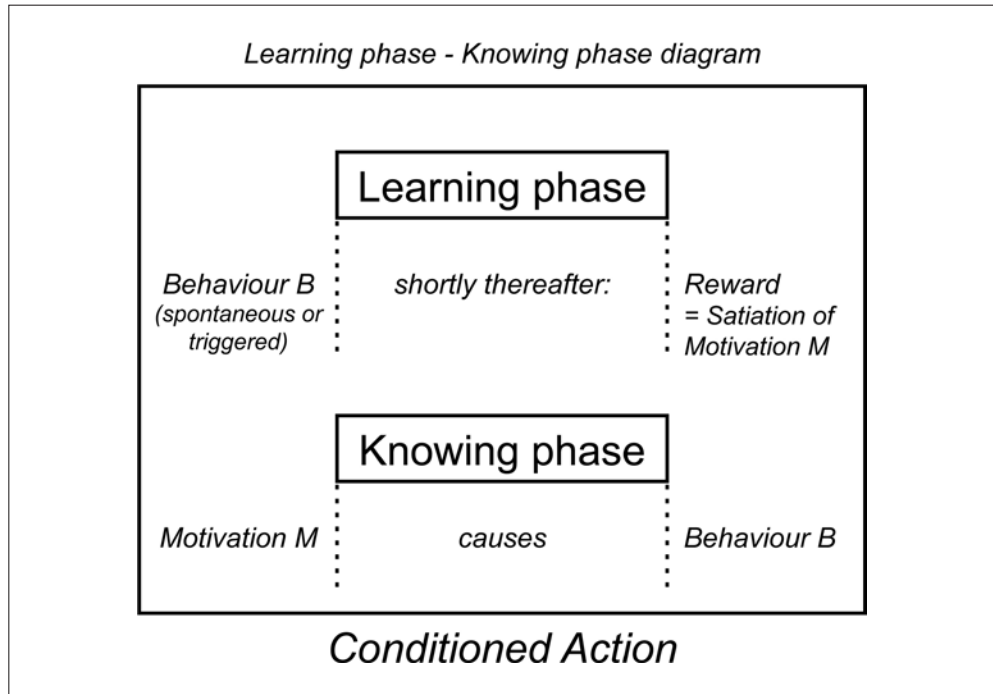 Learning phase - Knowing phase diagram
Learning phase
Behaviour B
(spontaneous or
triggered)
shortly thereafter:
Reward
= Satiation of
Motivation M
Knowing phase
Motivation M
causes
Behaviour B
Conditioned Action